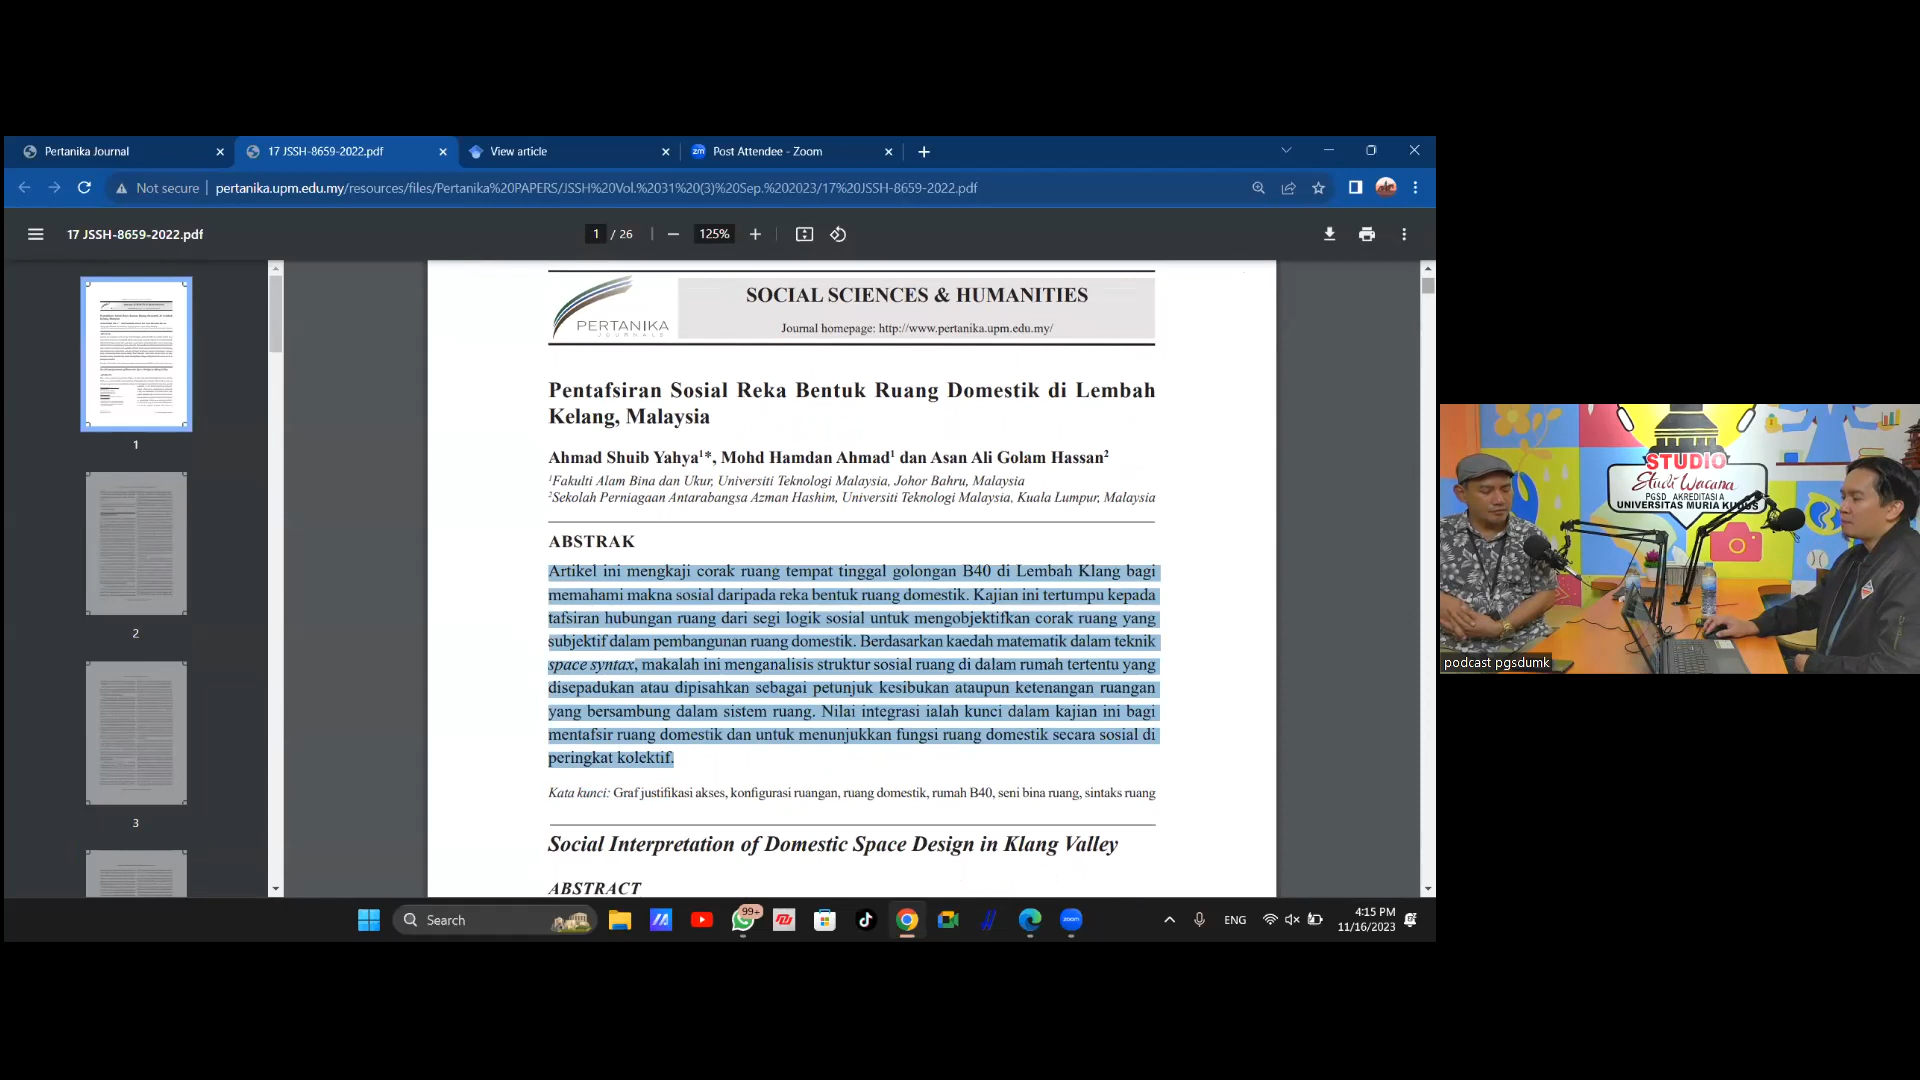 Pertanika Journal
17 JSSH-8659-2022.pdf
View article
Post Attendee - Zoom
Not secure
pertanika.upm.edu.my/resources/files/Pertanika%20PAPERS/JSSH%20Vol.%2031%20(3)%20Sep.%202023/17%20JSSH-8659-2022.pdf
17 JSSH-8659-2022.pdf
1 / 26
125%
1
2
3
PERTANIKA
JOURNALS
SOCIAL SCIENCES & HUMANITIES
Journal homepage: http://www.pertanika.upm.edu.my/
Pentafsiran Sosial Reka Bentuk Ruang Domestik di Lembah
Kelang, Malaysia
Ahmad Shuib Yahya¹*, Mohd Hamdan Ahmad¹ dan Asan Ali Golam Hassan²
¹Fakulti Alam Bina dan Ukur, Universiti Teknologi Malaysia, Johor Bahru, Malaysia
²Sekolah Perniagaan Antarabangsa Azman Hashim, Universiti Teknologi Malaysia, Kuala Lumpur, Malaysia
ABSTRAK
Artikel ini mengkaji corak ruang tempat tinggal golongan B40 di Lembah Klang bagi
memahami makna sosial daripada reka bentuk ruang domestik. Kajian ini tertumpu kepada
tafsiran hubungan ruang dari segi logik sosial untuk mengobjektifkan corak ruang yang
subjektif dalam pembangunan ruang domestik. Berdasarkan kaedah matematik dalam teknik
space syntax, makalah ini menganalisis struktur sosial ruang di dalam rumah tertentu yang
disepadukan atau dipisahkan sebagai petunjuk kesibukan ataupun ketenangan ruangan
yang bersambung dalam sistem ruang. Nilai integrasi ialah kunci dalam kajian ini bagi
mentafsir ruang domestik dan untuk menunjukkan fungsi ruang domestik secara sosial di
peringkat kolektif.
Kata kunci: Graf justifikasi akses, konfigurasi ruangan, ruang domestik, rumah B40, seni bina ruang, sintaks ruang
Social Interpretation of Domestic Space Design in Klang Valley
ABSTRACT
Search
99+
zoom
ENG
4:15 PM
11/16/2023
STUDIO
Studi Wacana
PGSD AKREDITASI A
UNIVERSITAS MURIA KUDUS
podcast pgsdumk